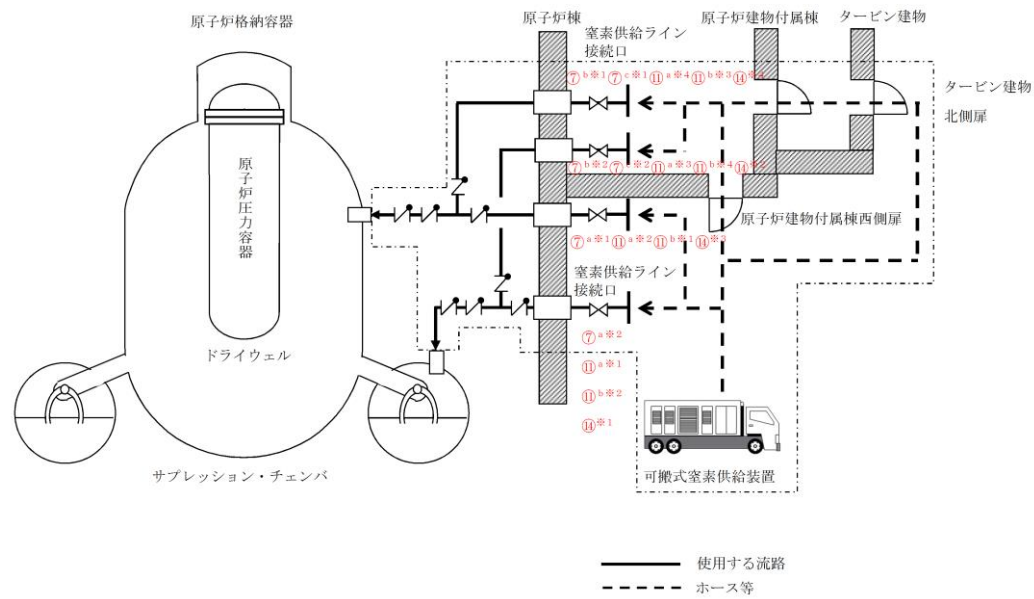 原子炉格納容器
原子炉棟
原子炉建物付属棟
タービン建物
窒素供給ライン
接続口
⑦b※1 ⑦c※1 ⑪a※4 ⑪b※3 ⑭※4
タービン建物
北側扉
⑦b※2 ⑦c※2 ⑪a※3 ⑪b※4 ⑭※2
原子炉圧力容器
原子炉建物付属棟西側扉
⑦a※1 ⑪a※2 ⑪b※1 ⑭※3
窒素供給ライン
接続口
⑦a※2
⑪a※1
⑪b※2
⑭※1
ドライウェル
サプレッション・チェンバ
可搬式窒素供給装置
使用する流路
ホース等